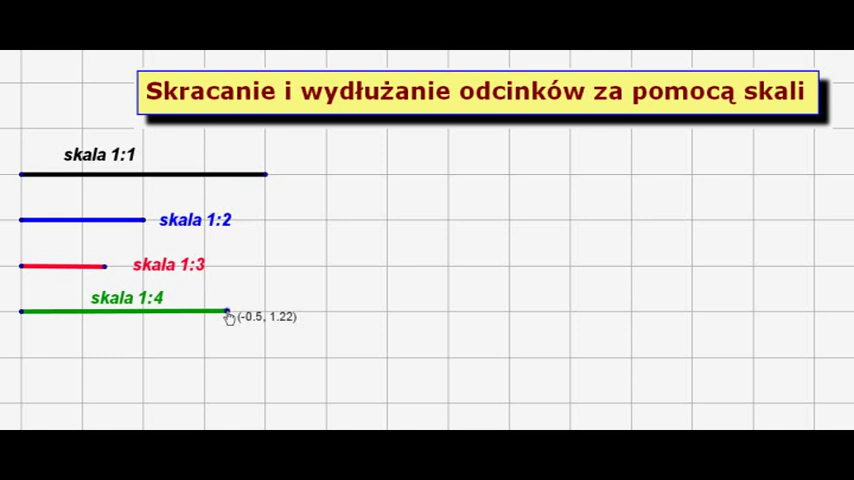 Skracanie i wydłużanie odcinków za pomocą skali
skala 1:1
skala 1:2
skala 1:3
skala 1:4
(-0.5, 1.22)